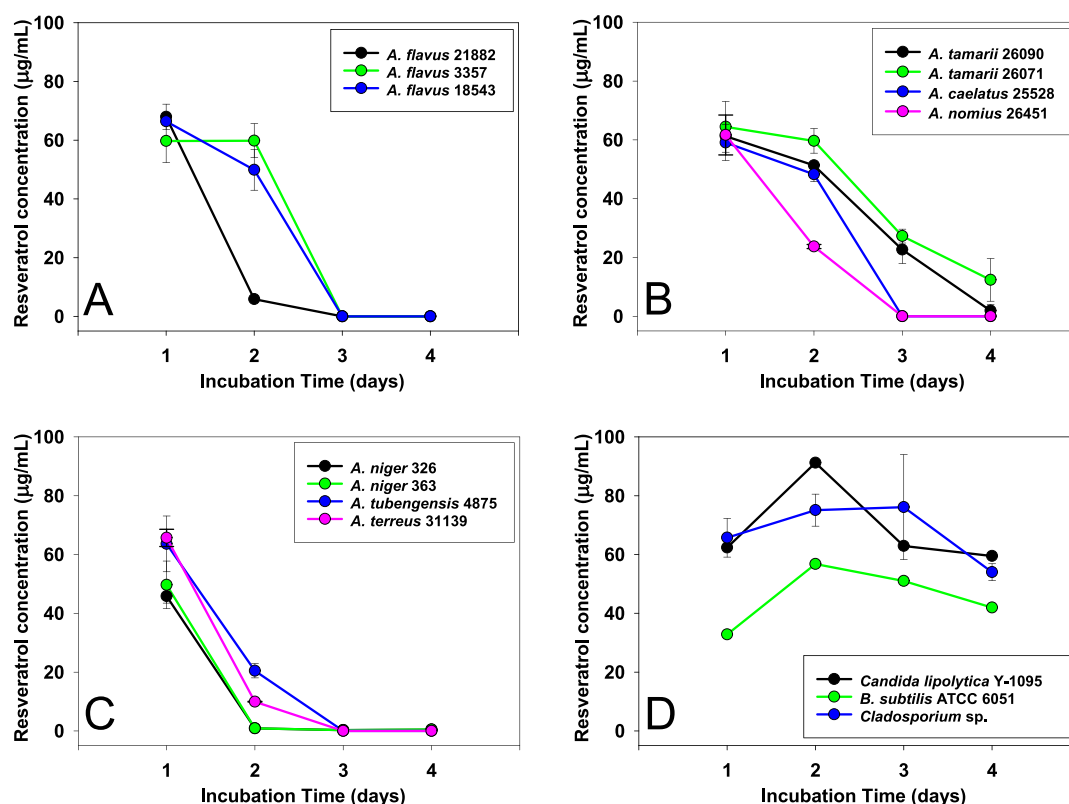 100
80
60
40
20
0
Resveratrol concentration (µg/mL)
A. flavus 21882
A. flavus 3357
A. flavus 18543
A
1 2 3 4
Incubation Time (days)
100
80
60
40
20
0
Resveratrol concentration (µg/mL)
A. tamarii 26090
A. tamarii 26071
A. caelatus 25528
A. nomius 26451
B
1 2 3 4
Incubation Time (days)
100
80
60
40
20
0
Resveratrol concentration (µg/mL)
A. niger 326
A. niger 363
A. tubengensis 4875
A. terreus 31139
C
1 2 3 4
Incubation Time (days)
100
80
60
40
20
0
Resveratrol concentration (µg/mL)
Candida lipolytica Y-1095
B. subtilis ATCC 6051
Cladosporium sp.
D
1 2 3 4
Incubation Time (days)